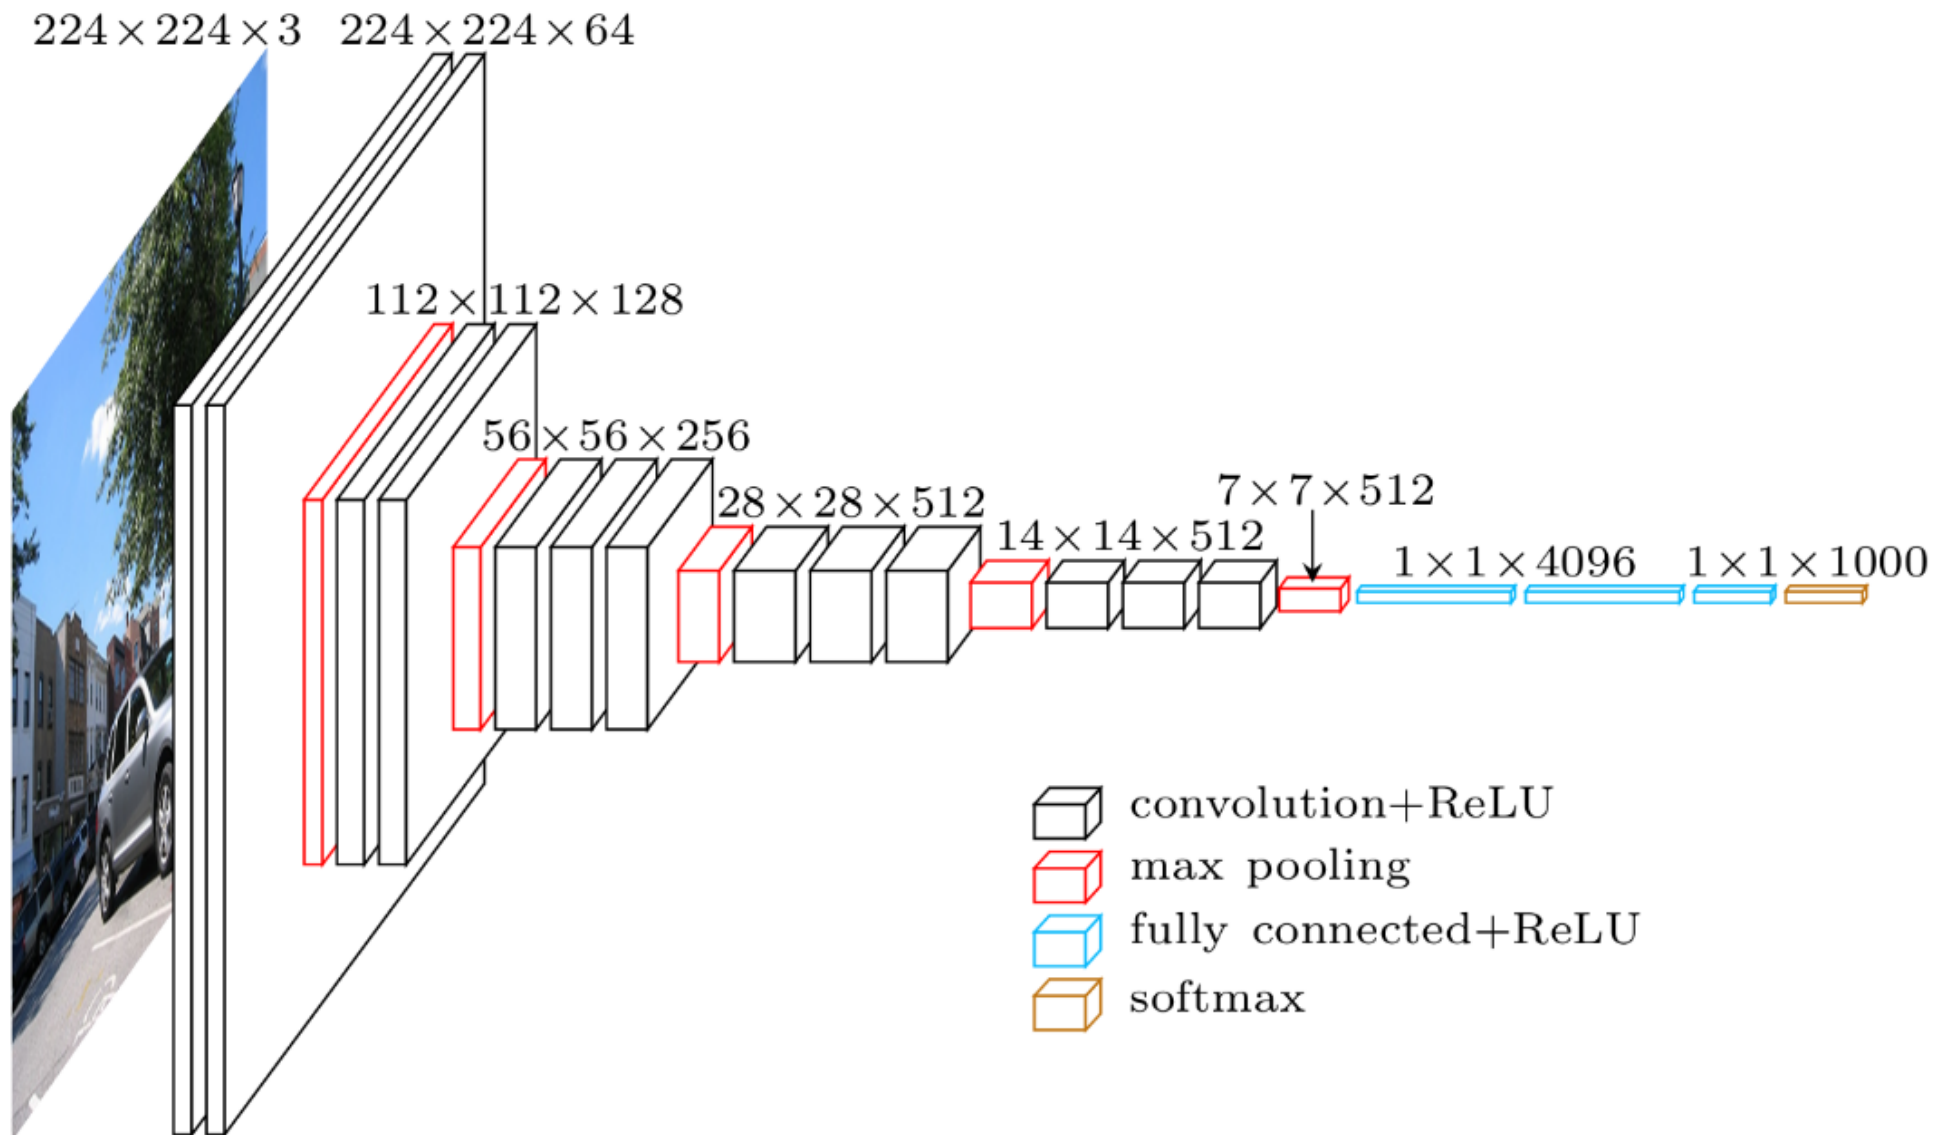 224×224×3
224×224×64
112×112×128
56×56×256
28×28×512
14×14×512
7×7×512
1×1×4096
1×1×1000
convolution+ReLU
max pooling
fully connected+ReLU
softmax